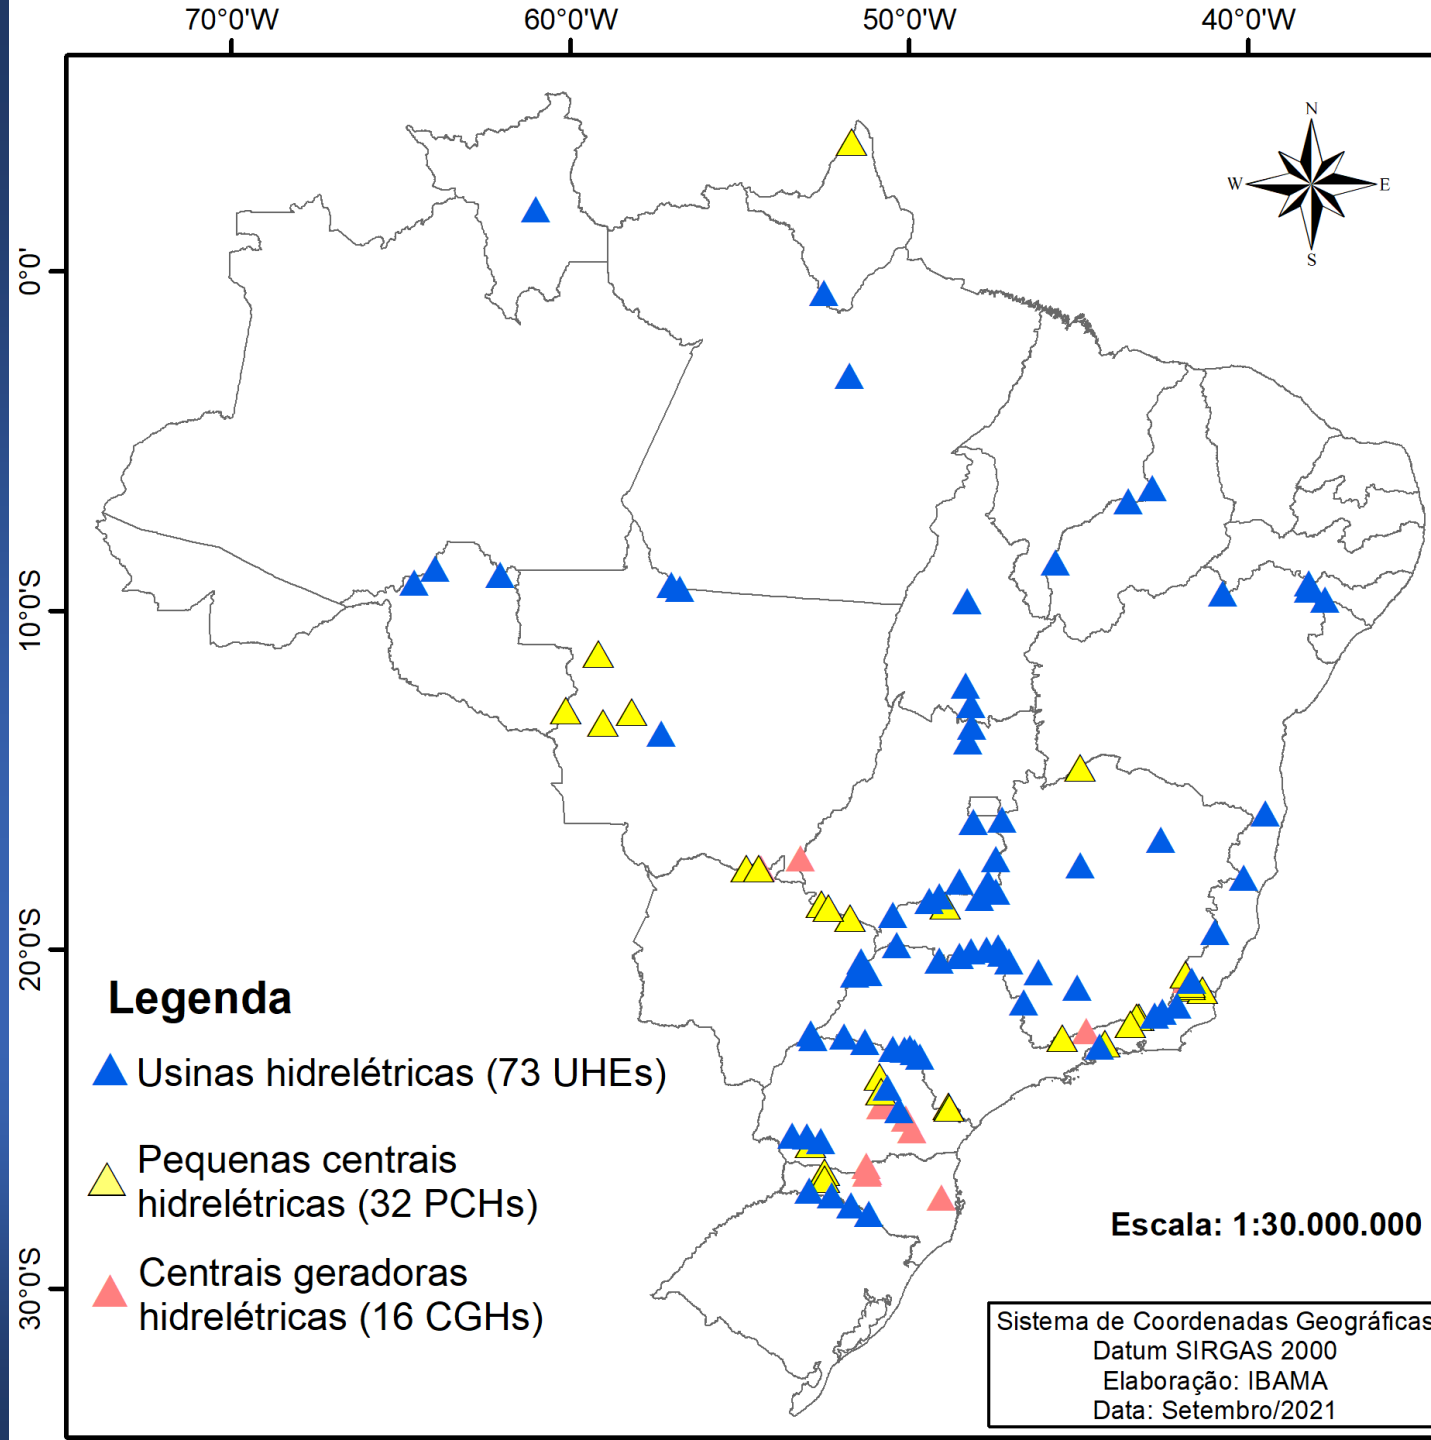 70°0'W
60°0'W
50°0'W
40°0'W
N
W
E
S
0°0'
10°0'S
20°0'S
30°0'S
Legenda
Usinas hidrelétricas (73 UHEs)
Pequenas centrais
hidrelétricas (32 PCHs)
Centrais geradoras
hidrelétricas (16 CGHs)
Escala: 1:30.000.000
Sistema de Coordenadas Geográficas
Datum SIRGAS 2000
Elaboração: IBAMA
Data: Setembro/2021